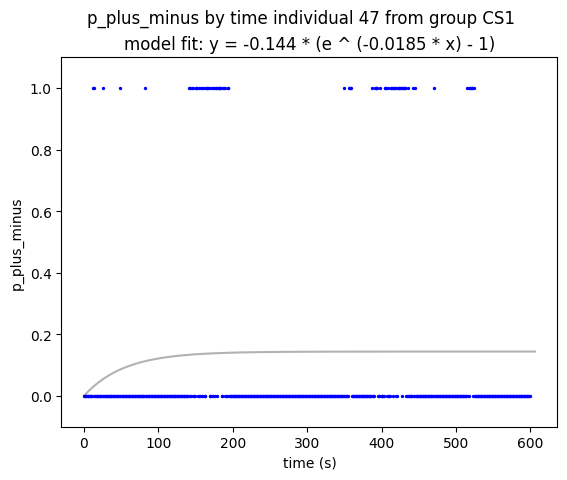 p_plus_minus by time individual 47 from group CS1
model fit: y = -0.144 * (e ^ (-0.0185 * x) - 1)
1.0
0.8
0.6
0.4
0.2
0.0
p_plus_minus
0 100 200 300 400 500 600
time (s)